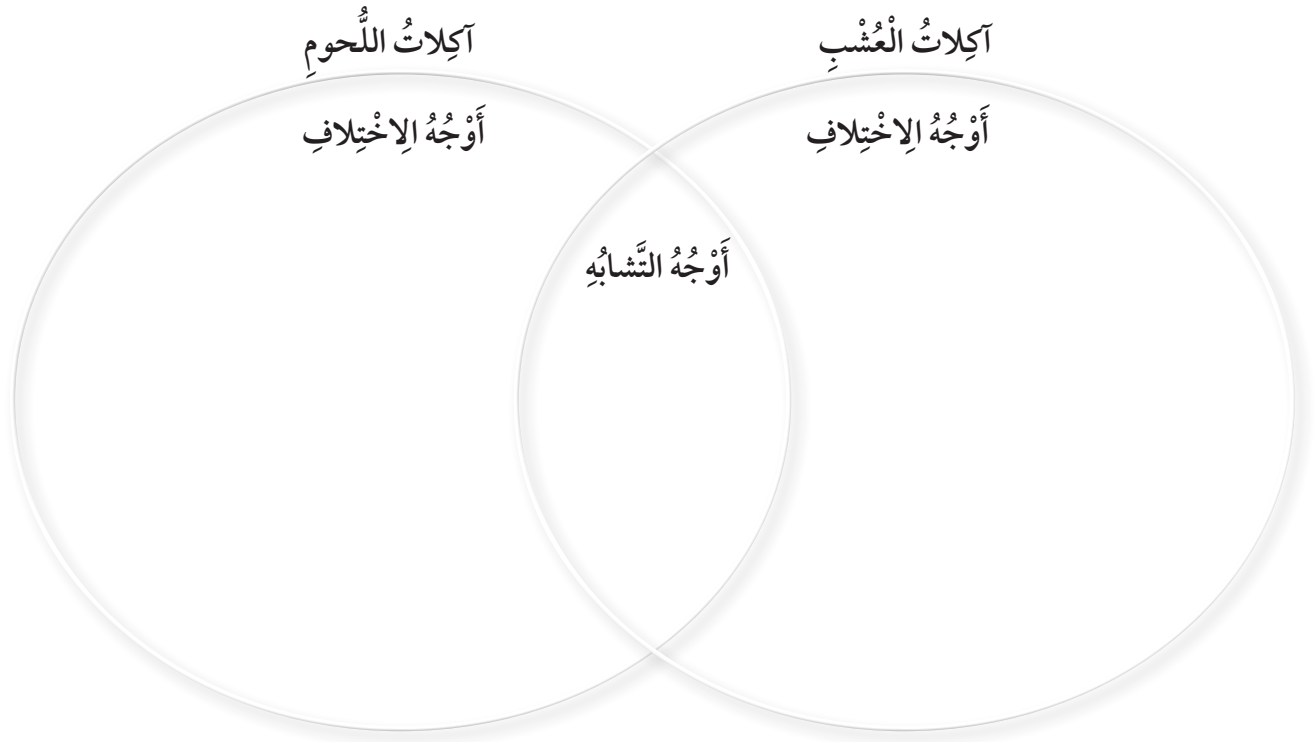 آكِلاتُ الْعُشْبِ
آكِلاتُ اللُّحومِ
أَوْجُهُ الِاخْتِلافِ
أَوْجُهُ الِاخْتِلافِ
أَوْجُهُ التَّشابُهِ